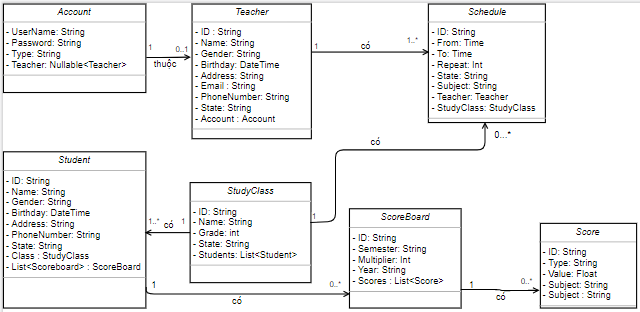 Account
- UserName: String
- Password: String
- Type: String
- Teacher: Nullable<Teacher>
1
0..1
thuộc
Teacher
- ID : String
- Name: String
- Gender: String
- Birthday: DateTime
- Address: String
- Email : String
- PhoneNumber: String
- State: String
- Account : Account
1
có
1..*
Schedule
- ID: String
- From: Time
- To: Time
- Repeat: Int
- State: String
- Subject: String
- Teacher: Teacher
- StudyClass: StudyClass
có
0...*
Student
- ID: String
- Name: String
- Gender: String
- Birthday: DateTime
- Address: String
- PhoneNumber: String
- State: String
- Class : StudyClass
- List<Scoreboard> : ScoreBoard
1..*
có
1
StudyClass
- ID: String
- Name: String
- Grade: int
- State: String
- Students: List<Student>
1
ScoreBoard
- ID: String
- Semester: String
- Multiplier: Int
- Year: String
- Scores : List<Score>
Score
- ID: String
- Type: String
- Value: Float
- Subject: String
- Subject : String
1
có
0..*
1
có
0..*